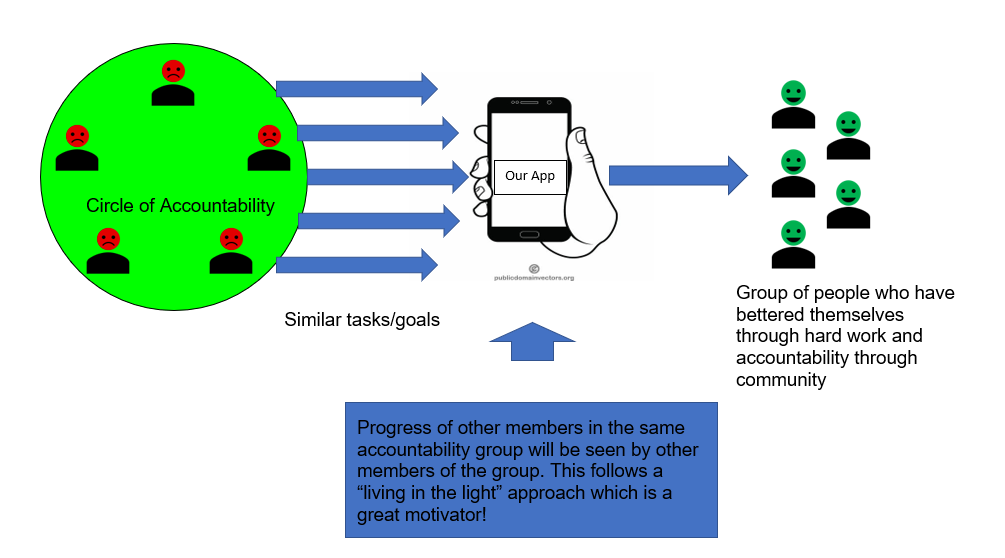 Circle of Accountability
Our App
© publicdomainvectors.org
Similar tasks/goals
Group of people who have
bettered themselves
through hard work and
accountability through
community
Progress of other members in the same
accountability group will be seen by other
members of the group. This follows a
“living in the light” approach which is a
great motivator!